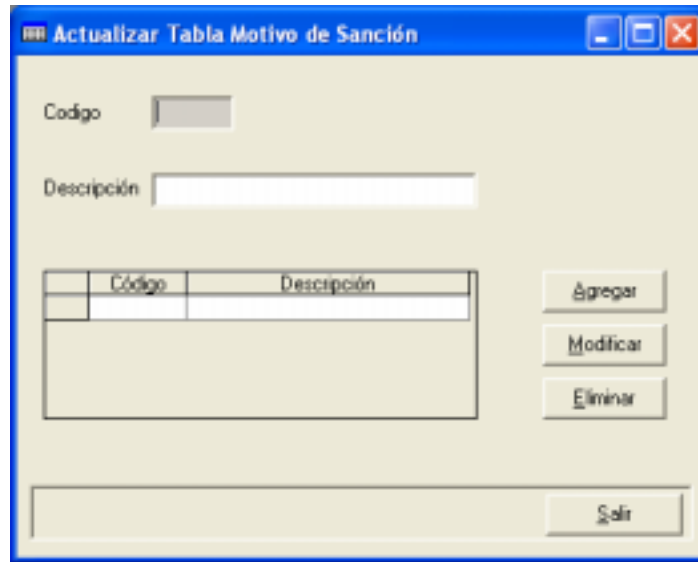 Actualizar Tabla Motivo de Sanción
Codigo
Descripción
Código Descripción
Agregar
Modificar
Eliminar
Salir